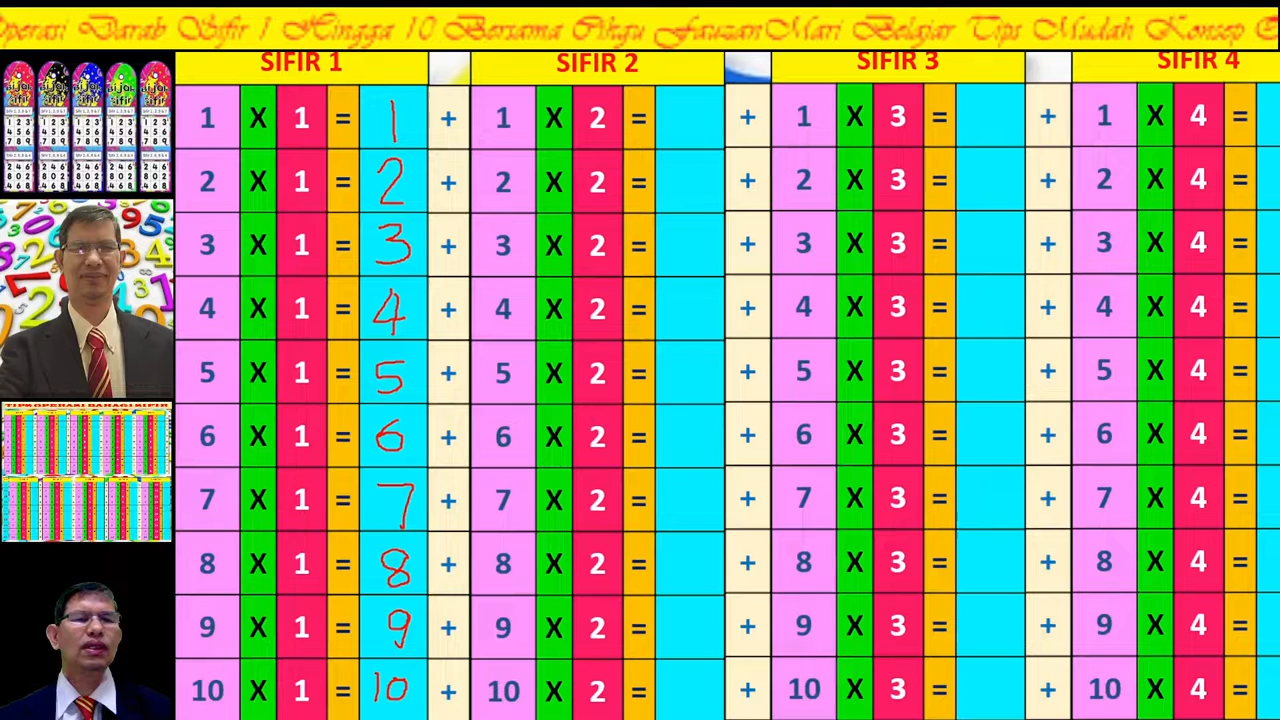 Operasi Darab Sifir 1 Hingga 10 Bersama Cikgu Fauzan Mari Belajar Tips Mudah Konsep
SIFIR 1 SIFIR 2 SIFIR 3 SIFIR 4
1 X 1 = 1 + 1 X 2 = + 1 X 3 = + 1 X 4 =
2 X 1 = 2 + 2 X 2 = + 2 X 3 = + 2 X 4 =
3 X 1 = 3 + 3 X 2 = + 3 X 3 = + 3 X 4 =
4 X 1 = 4 + 4 X 2 = + 4 X 3 = + 4 X 4 =
5 X 1 = 5 + 5 X 2 = + 5 X 3 = + 5 X 4 =
6 X 1 = 6 + 6 X 2 = + 6 X 3 = + 6 X 4 =
7 X 1 = 7 + 7 X 2 = + 7 X 3 = + 7 X 4 =
8 X 1 = 8 + 8 X 2 = + 8 X 3 = + 8 X 4 =
9 X 1 = 9 + 9 X 2 = + 9 X 3 = + 9 X 4 =
10 X 1 = 10 + 10 X 2 = + 10 X 3 = + 10 X 4 =
TIPS OPERASI BAHAGI SIFIR